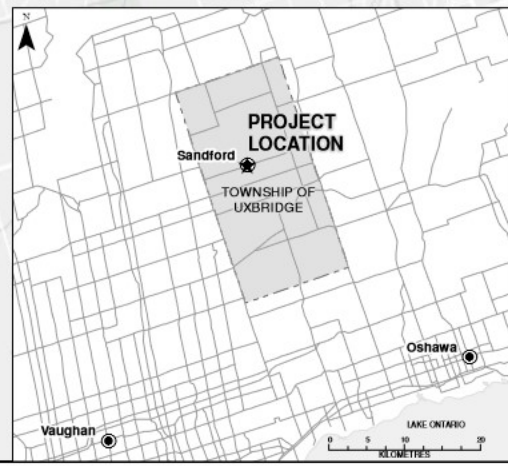 N
PROJECT
LOCATION
Sandford
TOWNSHIP OF
UXBRIDGE
Oshawa
Vaughan
LAKE ONTARIO
0 5 10 20
KILOMETRES